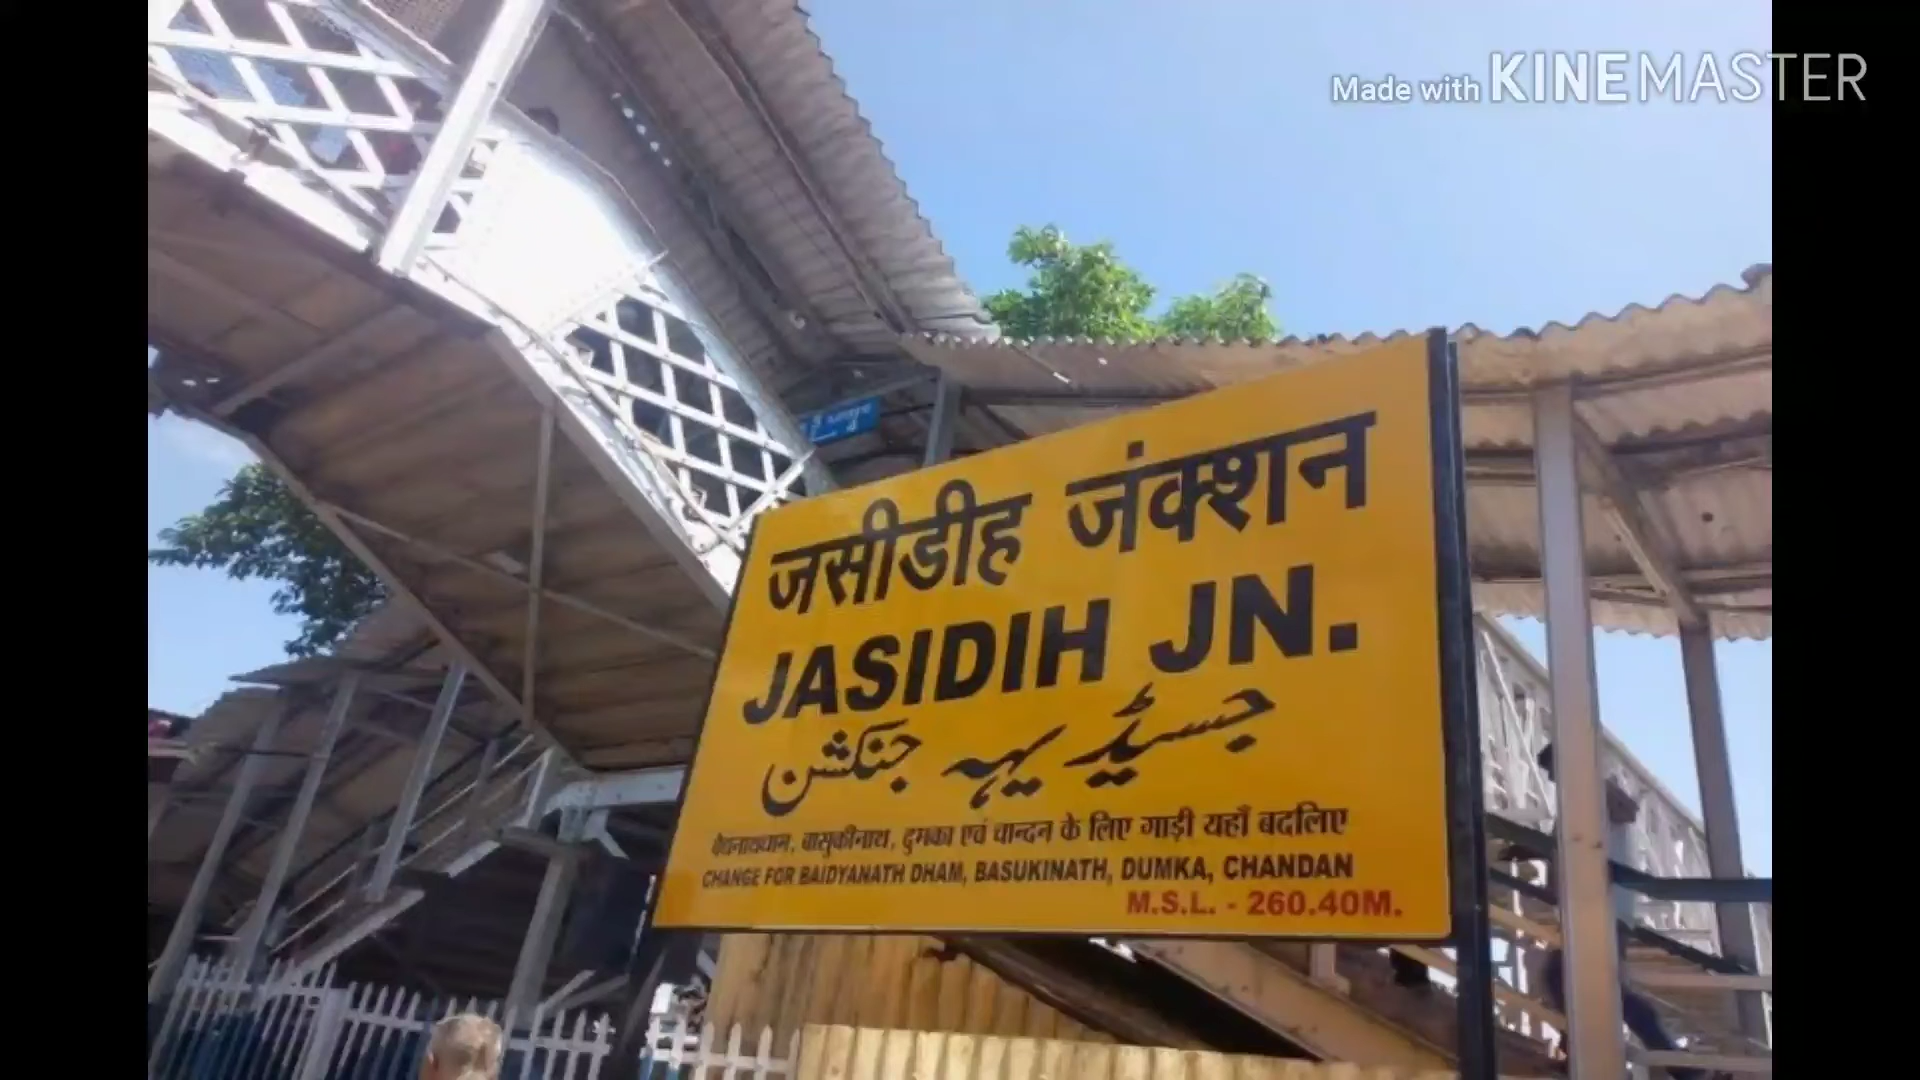 Made with KINEMASTER
जसीडीह जंक्शन
JASIDIH JN.
جسیڈیہہ جنکشن
वैद्यनाथधाम, बासुकीनाथ, दुमका एवं चान्दन के लिए गाड़ी यहाँ बदलिए
CHANGE FOR BAIDYANATH DHAM, BASUKINATH, DUMKA, CHANDAN
M.S.L. - 260.40M.